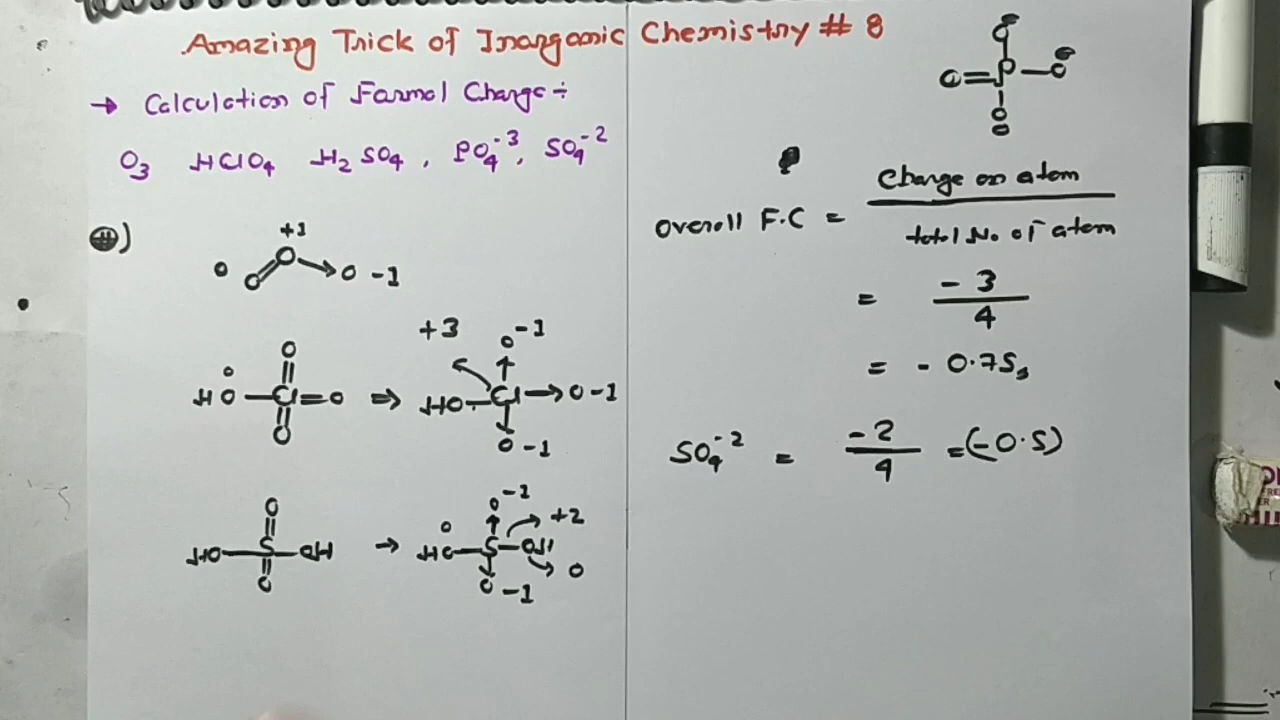 Amazing Trick of Inorganic Chemistry # 8
→ Calculation of Farmal Charge ÷
O3 HClO4 H2SO4, PO4^-3, SO4^-2
#)
+1
O=O→O -1
O
+3
O -1
O
O
HO-Cl=O ⇒ HO-Cl→O -1
O
O -1
O
O -1
+2
O
HO-S-OH → HO-S-OH
O
O
O -1
O
O=P-O
O
Charge on atom
Overall F.C = 
total No. of atom
= -3/4
= -0.75,
SO4^-2 = -2/4 = (-0.5)